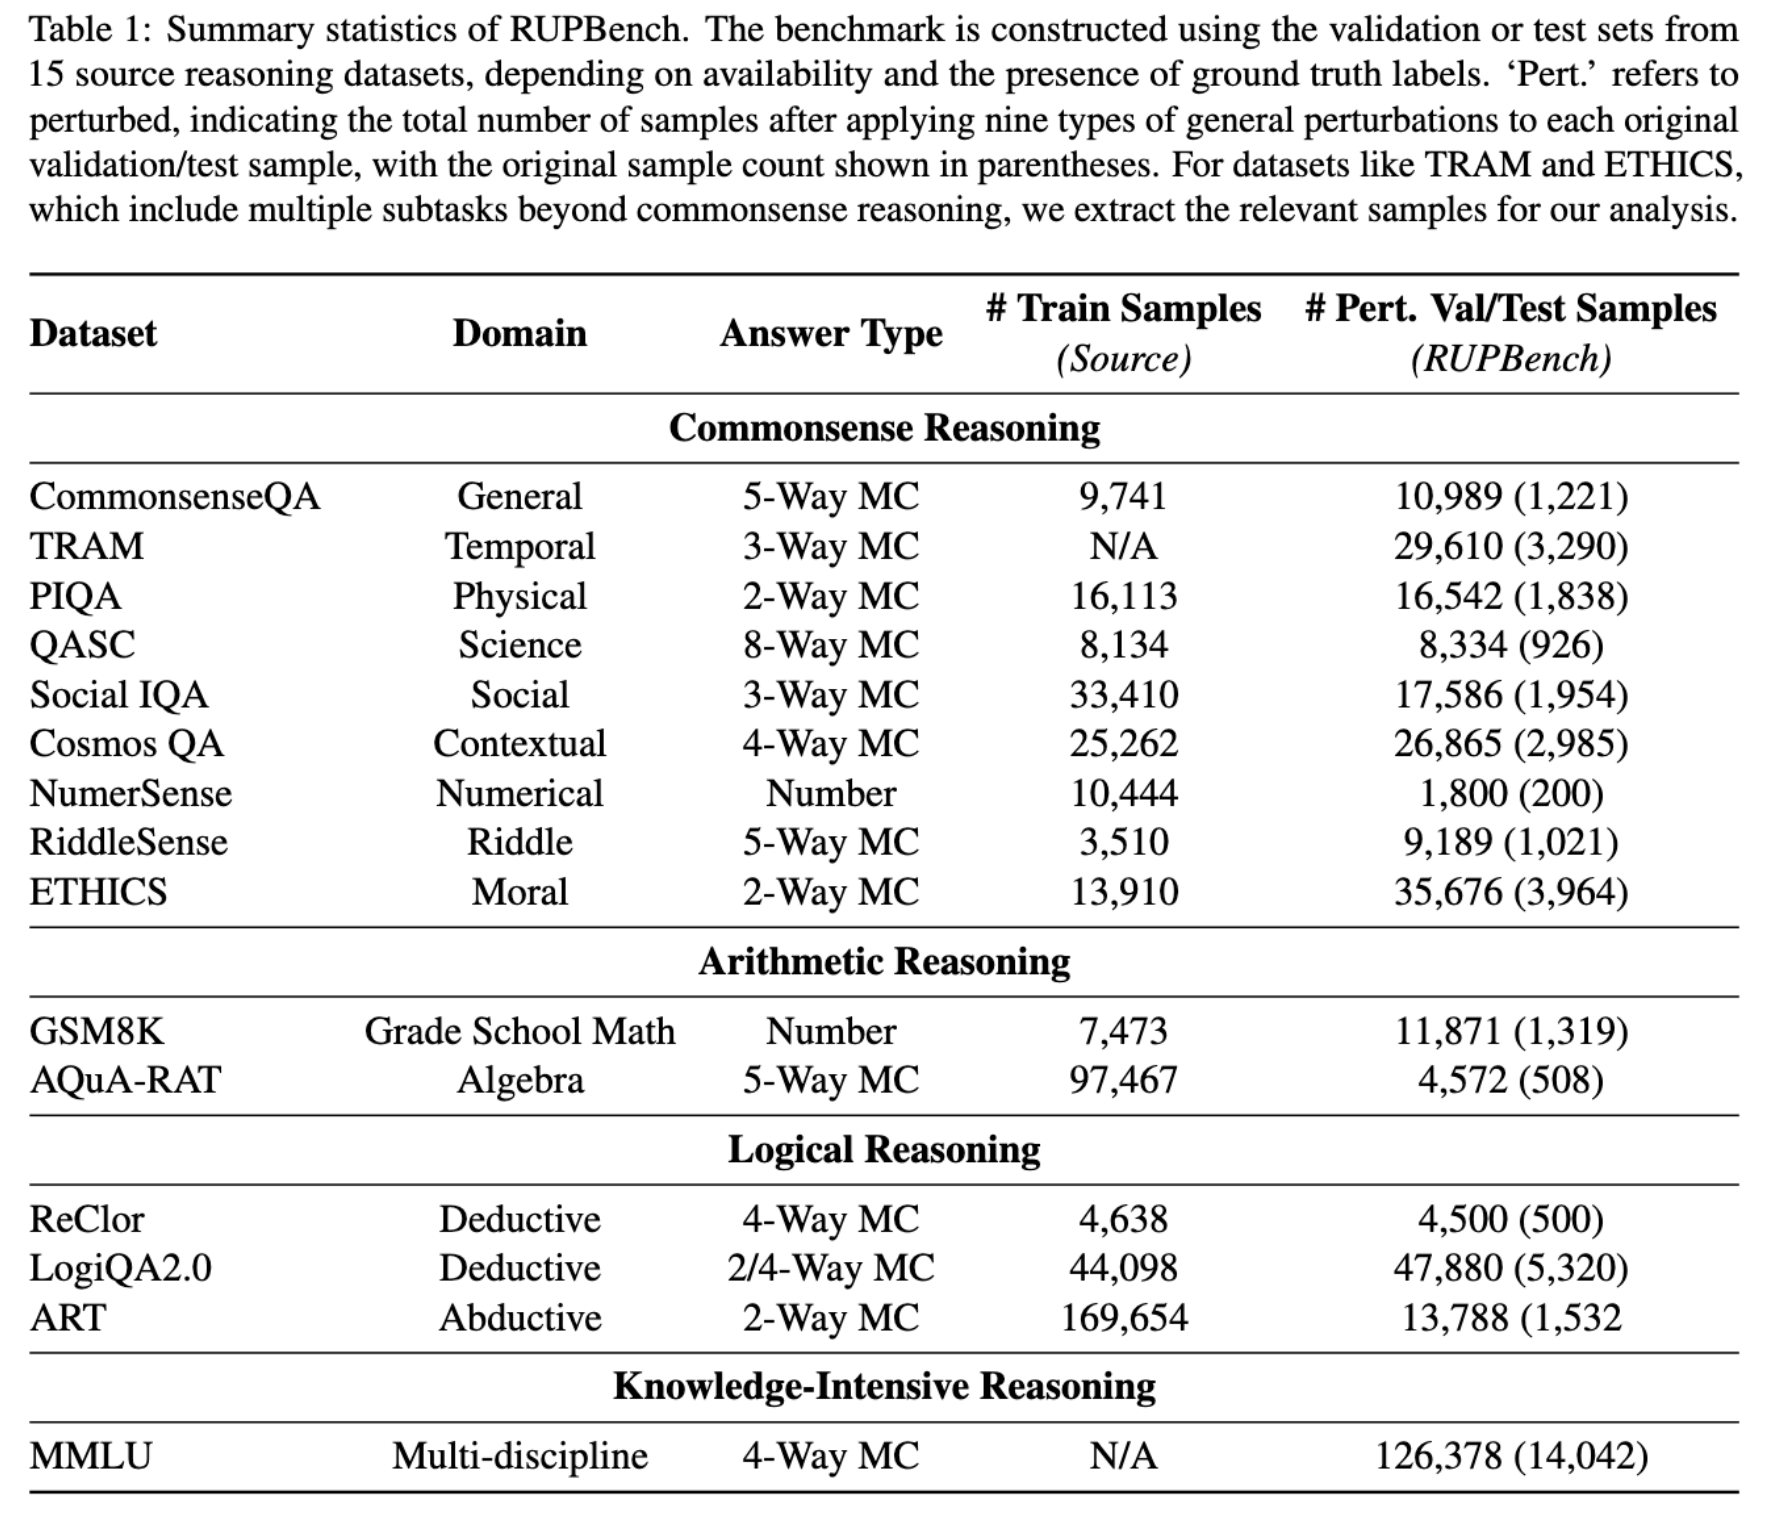 Table 1: Summary statistics of RUPBench. The benchmark is constructed using the validation or test sets from
15 source reasoning datasets, depending on availability and the presence of ground truth labels. ‘Pert.’ refers to
perturbed, indicating the total number of samples after applying nine types of general perturbations to each original
validation/test sample, with the original sample count shown in parentheses. For datasets like TRAM and ETHICS,
which include multiple subtasks beyond commonsense reasoning, we extract the relevant samples for our analysis.
Dataset Domain Answer Type # Train Samples # Pert. Val/Test Samples
(Source) (RUPBench)
Commonsense Reasoning
CommonsenseQA General 5-Way MC 9,741 10,989 (1,221)
TRAM Temporal 3-Way MC N/A 29,610 (3,290)
PIQA Physical 2-Way MC 16,113 16,542 (1,838)
QASC Science 8-Way MC 8,134 8,334 (926)
Social IQA Social 3-Way MC 33,410 17,586 (1,954)
Cosmos QA Contextual 4-Way MC 25,262 26,865 (2,985)
NumerSense Numerical Number 10,444 1,800 (200)
RiddleSense Riddle 5-Way MC 3,510 9,189 (1,021)
ETHICS Moral 2-Way MC 13,910 35,676 (3,964)
Arithmetic Reasoning
GSM8K Grade School Math Number 7,473 11,871 (1,319)
AQuA-RAT Algebra 5-Way MC 97,467 4,572 (508)
Logical Reasoning
ReClor Deductive 4-Way MC 4,638 4,500 (500)
LogiQA2.0 Deductive 2/4-Way MC 44,098 47,880 (5,320)
ART Abductive 2-Way MC 169,654 13,788 (1,532
Knowledge-Intensive Reasoning
MMLU Multi-discipline 4-Way MC N/A 126,378 (14,042)